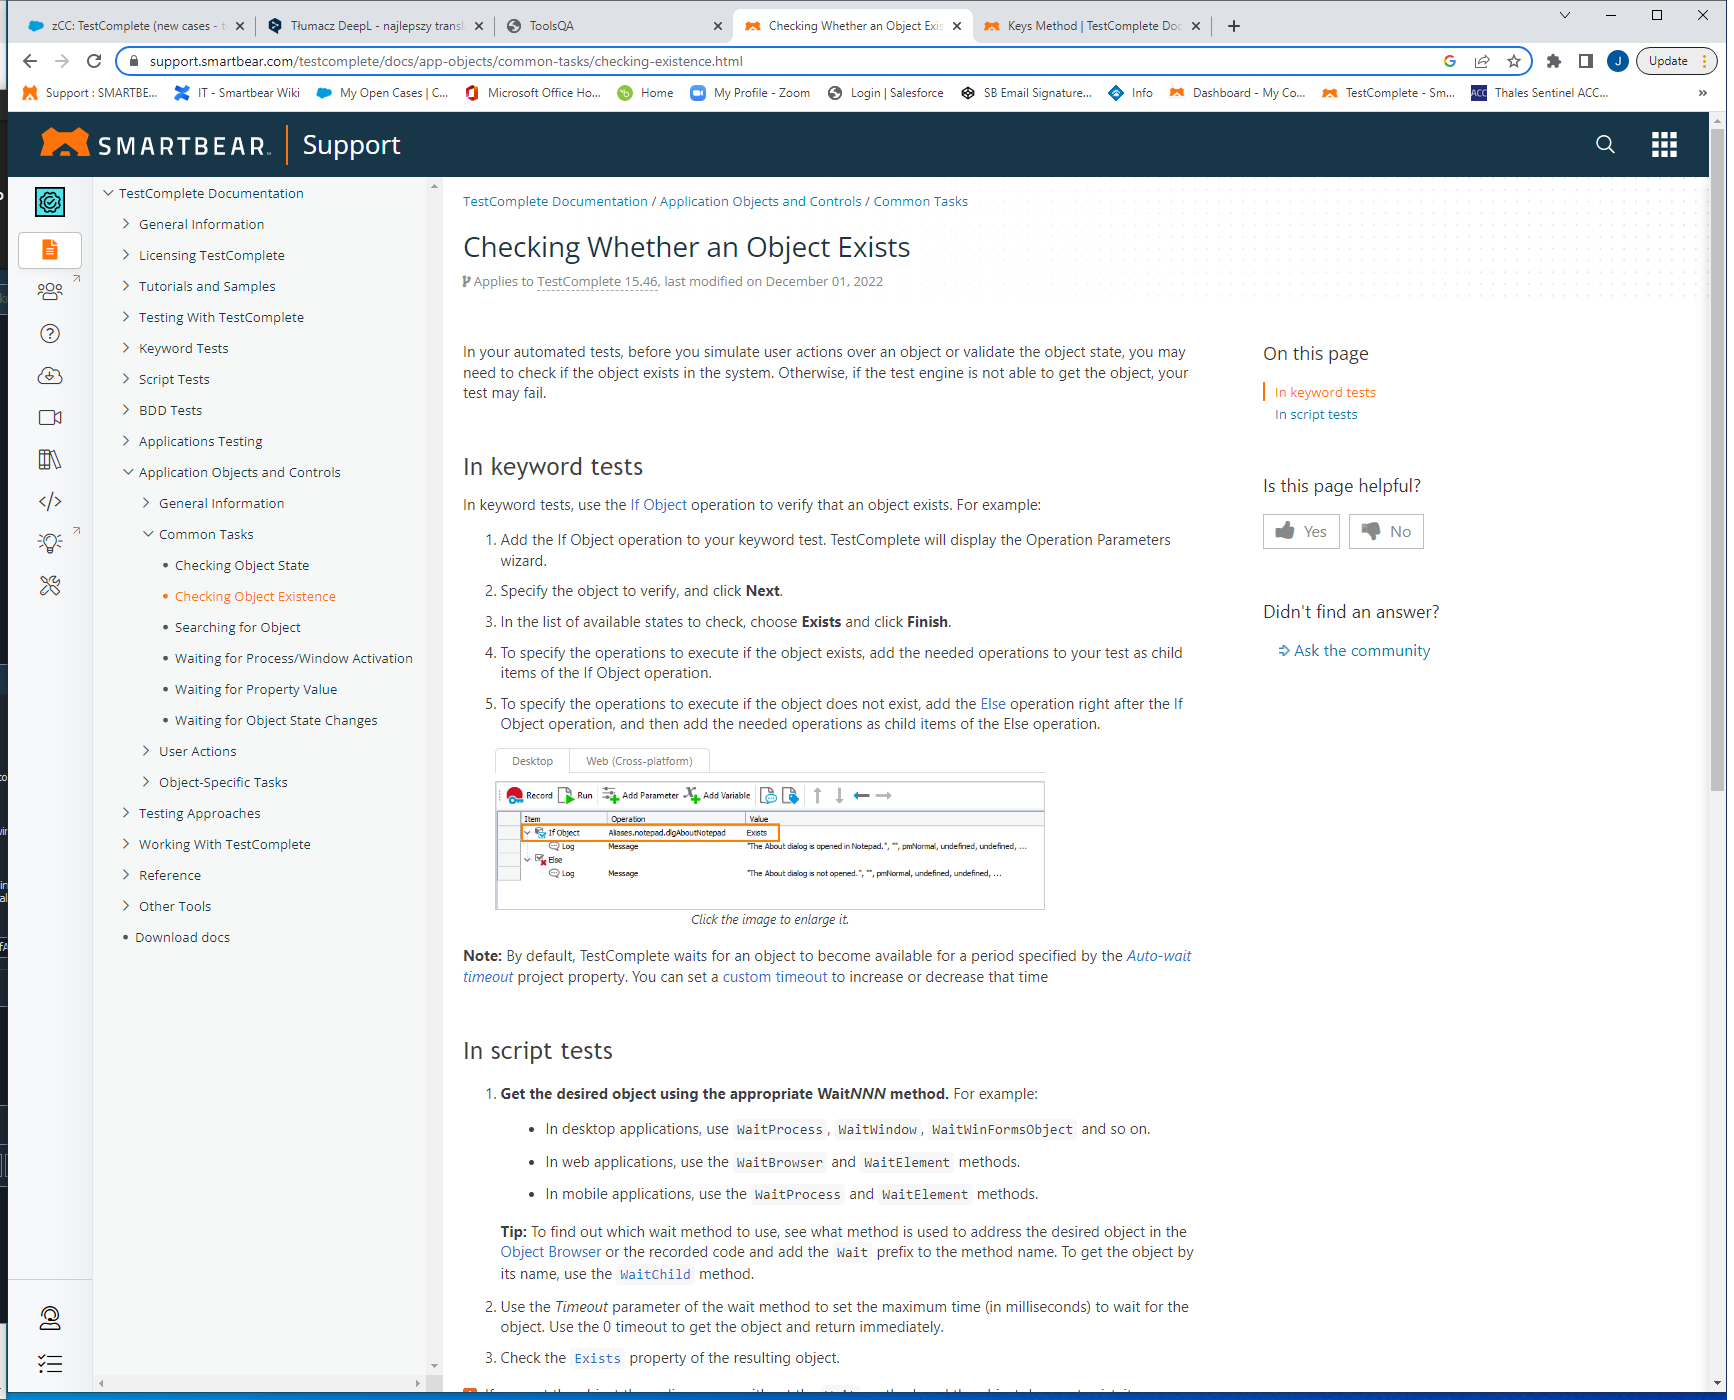 zCC: TestComplete (new cases - t
Tłumacz DeepL - najlepszy transl
ToolsQA
Checking Whether an Object Exis
Keys Method | TestComplete Doc
support.smartbear.com/testcomplete/docs/app-objects/common-tasks/checking-existence.html
J
Update
Support : SMARTBE...
IT - Smartbear Wiki
My Open Cases | C...
Microsoft Office Ho...
Home
My Profile - Zoom
Login | Salesforce
SB Email Signature...
Info
Dashboard - My Co...
TestComplete - Sm...
ACC
Thales Sentinel ACC...
»
SMARTBEAR
Support
TestComplete Documentation
General Information
Licensing TestComplete
Tutorials and Samples
Testing With TestComplete
Keyword Tests
Script Tests
BDD Tests
Applications Testing
Application Objects and Controls
General Information
Common Tasks
• Checking Object State
• Checking Object Existence
• Searching for Object
• Waiting for Process/Window Activation
• Waiting for Property Value
• Waiting for Object State Changes
User Actions
Object-Specific Tasks
Testing Approaches
Working With TestComplete
Reference
Other Tools
• Download docs
TestComplete Documentation / Application Objects and Controls / Common Tasks
Checking Whether an Object Exists
Applies to TestComplete 15.46, last modified on December 01, 2022
In your automated tests, before you simulate user actions over an object or validate the object state, you may
need to check if the object exists in the system. Otherwise, if the test engine is not able to get the object, your
test may fail.
In keyword tests
In keyword tests, use the If Object operation to verify that an object exists. For example:
1. Add the If Object operation to your keyword test. TestComplete will display the Operation Parameters
wizard.
2. Specify the object to verify, and click Next.
3. In the list of available states to check, choose Exists and click Finish.
4. To specify the operations to execute if the object exists, add the needed operations to your test as child
items of the If Object operation.
5. To specify the operations to execute if the object does not exist, add the Else operation right after the If
Object operation, and then add the needed operations as child items of the Else operation.
Desktop
Web (Cross-platform)
Record Run Add Parameter Add Variable
Item Operation Value
If Object Aliases.notepad.dlgAboutNotepad Exists
Log Message "The About dialog is opened in Notepad.", "", pmNormal, undefined, undefined, ...
Else
Log Message "The About dialog is not opened.", "", pmNormal, undefined, undefined, ...
Click the image to enlarge it.
Note: By default, TestComplete waits for an object to become available for a period specified by the Auto-wait
timeout project property. You can set a custom timeout to increase or decrease that time
In script tests
1. Get the desired object using the appropriate WaitNNN method. For example:
• In desktop applications, use WaitProcess, WaitWindow, WaitWinFormsObject and so on.
• In web applications, use the WaitBrowser and WaitElement methods.
• In mobile applications, use the WaitProcess and WaitElement methods.
Tip: To find out which wait method to use, see what method is used to address the desired object in the
Object Browser or the recorded code and add the Wait prefix to the method name. To get the object by
its name, use the WaitChild method.
2. Use the Timeout parameter of the wait method to set the maximum time (in milliseconds) to wait for the
object. Use the 0 timeout to get the object and return immediately.
3. Check the Exists property of the resulting object.
On this page
In keyword tests
In script tests
Is this page helpful?
Yes
No
Didn't find an answer?
Ask the community